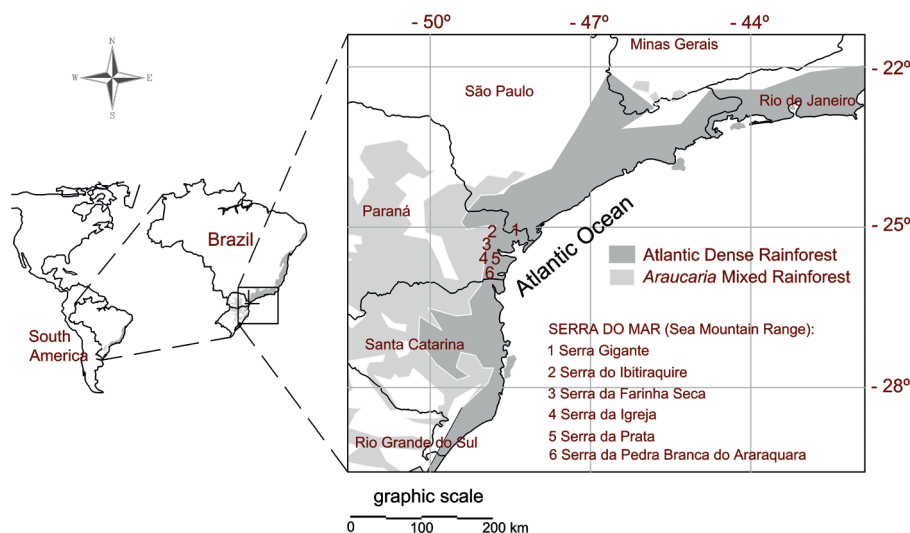 - 50º
- 47º
- 44º
N
W
E
S
Minas Gerais
- 22º
São Paulo
Rio de Janeiro
Paraná
1
- 25º
2
Brazil
3
4 5
6
Atlantic Ocean
Atlantic Dense Rainforest
Araucaria Mixed Rainforest
South
America
Santa Catarina
SERRA DO MAR (Sea Mountain Range):
1 Serra Gigante
2 Serra do Ibitiraquire
- 28º
3 Serra da Farinha Seca
4 Serra da Igreja
5 Serra da Prata
6 Serra da Pedra Branca do Araraquara
Rio Grande do Sul
graphic scale
0 100 200 km